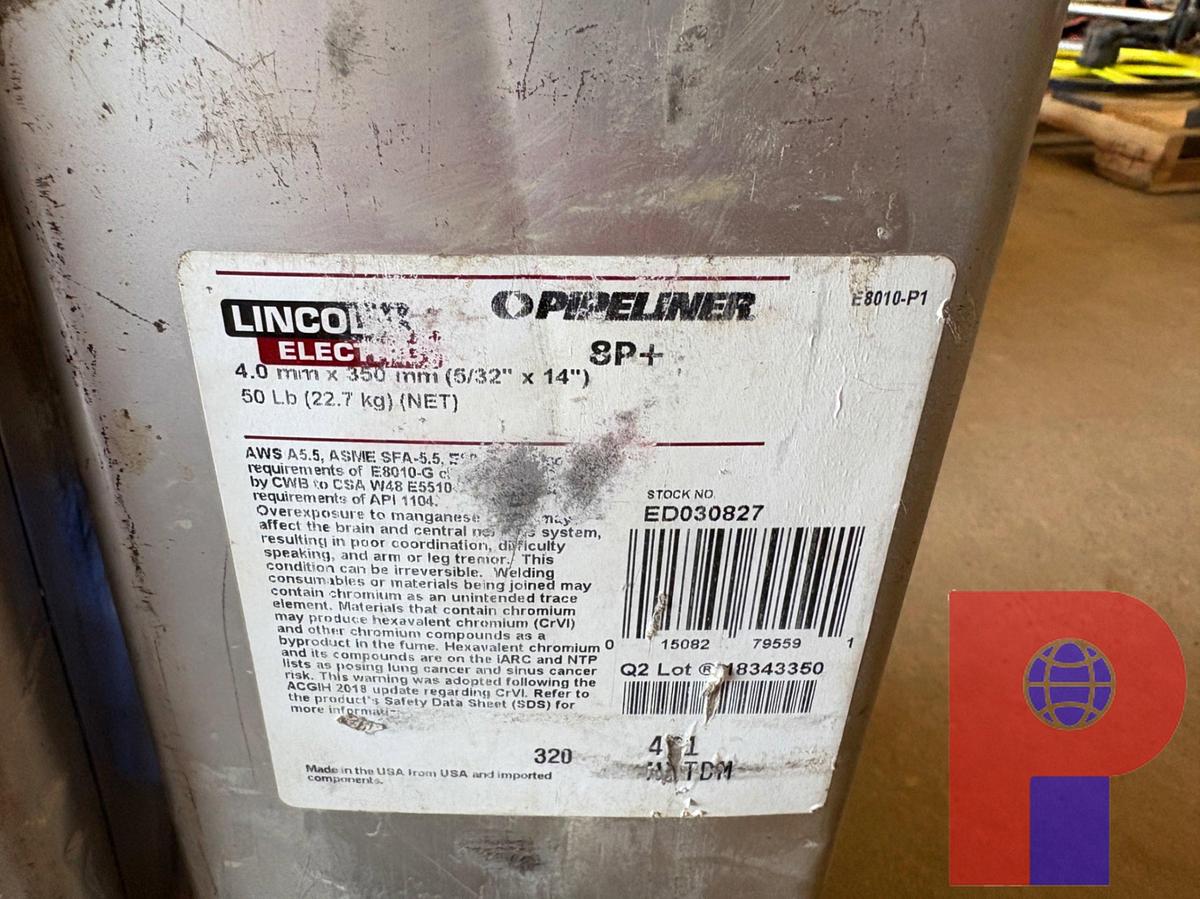 PIPELINER
E8010-P1
LINCOLN
ELECTRIC
8P+
4.0 mm x 350 mm (5/32" x 14")
50 Lb (22.7 kg) (NET)
AWS A5.5, ASME SFA-5.5,
requirements of E8010-G
by CWB to CSA W48 E5510
requirements of API 1104.
Overexposure to manganese may
affect the brain and central nervous system,
resulting in poor coordination, difficulty
speaking, and arm or leg tremor. This
condition can be irreversible. Welding
consumables or materials being joined may
contain chromium as an unintended trace
element. Materials that contain chromium
may produce hexavalent chromium (CrVI)
and other chromium compounds as a
byproduct in the fume. Hexavalent chromium
and its compounds are on the IARC and NTP
lists as posing lung cancer and sinus cancer
risk. This warning was adopted following the
ACGIH 2018 update regarding CrVI. Refer to
the product's Safety Data Sheet (SDS) for
more information.
STOCK NO.
ED030827
0 15082 79559 1
Q2 Lot ® 18343350
320
TDM
Made in the USA from USA and imported
components.